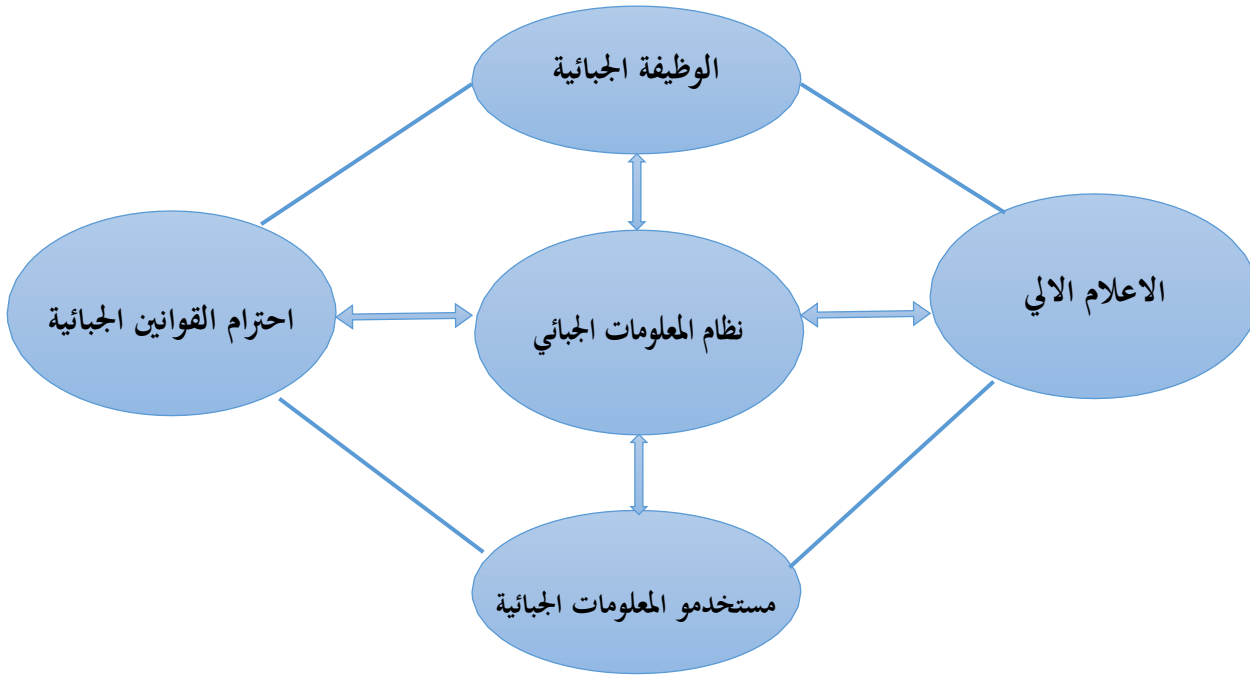 الوظيفة الجبائية
الاعلام الالي
نظام المعلومات الجبائي
احترام القوانين الجبائية
مستخدمو المعلومات الجبائية